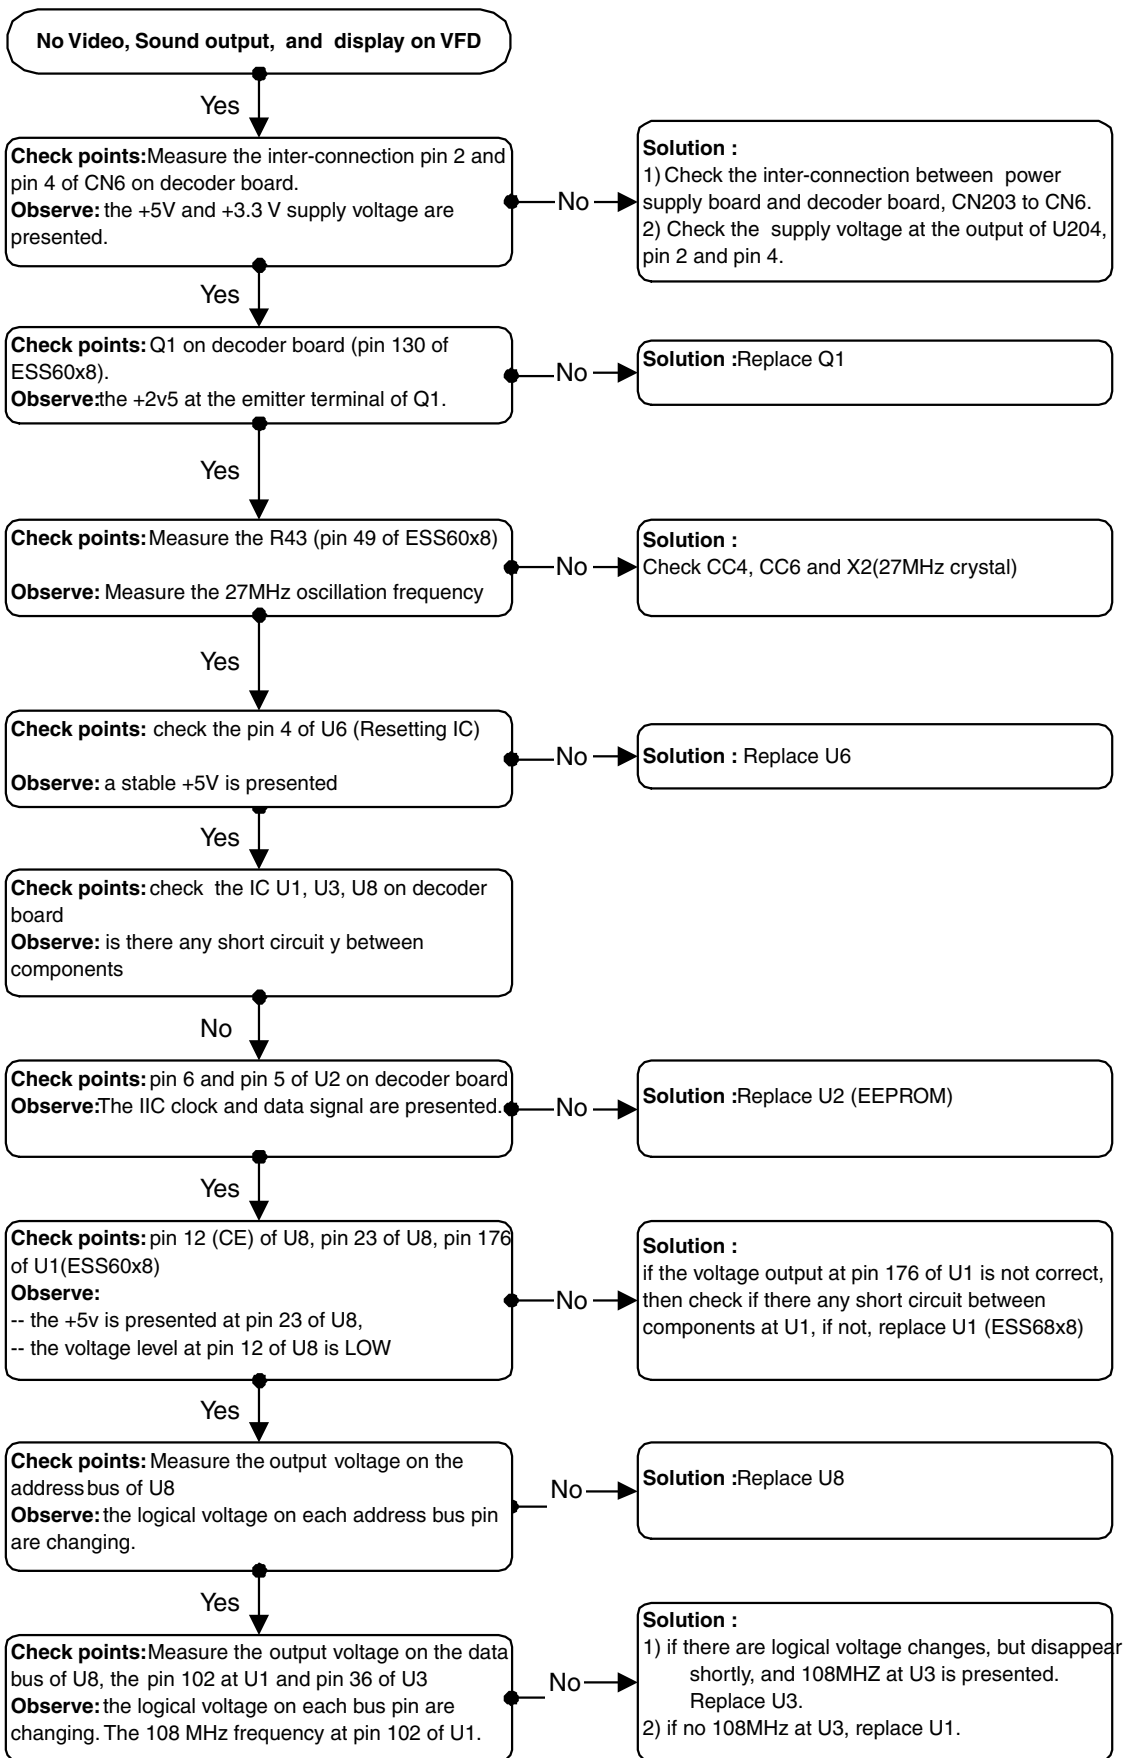 No Video, Sound output, and display on VFD
Yes
Check points: Measure the inter-connection pin 2 and
pin 4 of CN6 on decoder board.
Observe: the +5V and +3.3 V supply voltage are
presented.
No
Solution :
1) Check the inter-connection between power
supply board and decoder board, CN203 to CN6.
2) Check the supply voltage at the output of U204,
pin 2 and pin 4.
Yes
Check points: Q1 on decoder board (pin 130 of
ESS60x8).
Observe:the +2v5 at the emitter terminal of Q1.
No
Solution :Replace Q1
Yes
Check points: Measure the R43 (pin 49 of ESS60x8)
Observe: Measure the 27MHz oscillation frequency
No
Solution :
Check CC4, CC6 and X2(27MHz crystal)
Yes
Check points: check the pin 4 of U6 (Resetting IC)
Observe: a stable +5V is presented
No
Solution : Replace U6
Yes
Check points: check the IC U1, U3, U8 on decoder
board
Observe: is there any short circuit y between
components
No
Check points: pin 6 and pin 5 of U2 on decoder board
Observe:The IIC clock and data signal are presented.
No
Solution :Replace U2 (EEPROM)
Yes
Check points: pin 12 (CE) of U8, pin 23 of U8, pin 176
of U1(ESS60x8)
Observe:
-- the +5v is presented at pin 23 of U8,
-- the voltage level at pin 12 of U8 is LOW
No
Solution :
if the voltage output at pin 176 of U1 is not correct,
then check if there any short circuit between
components at U1, if not, replace U1 (ESS68x8)
Yes
Check points: Measure the output voltage on the
address bus of U8
Observe: the logical voltage on each address bus pin
are changing.
No
Solution :Replace U8
Yes
Check points: Measure the output voltage on the data
bus of U8, the pin 102 at U1 and pin 36 of U3
Observe: the logical voltage on each bus pin are
changing. The 108 MHz frequency at pin 102 of U1.
No
Solution :
1) if there are logical voltage changes, but disappear
shortly, and 108MHZ at U3 is presented.
Replace U3.
2) if no 108MHz at U3, replace U1.